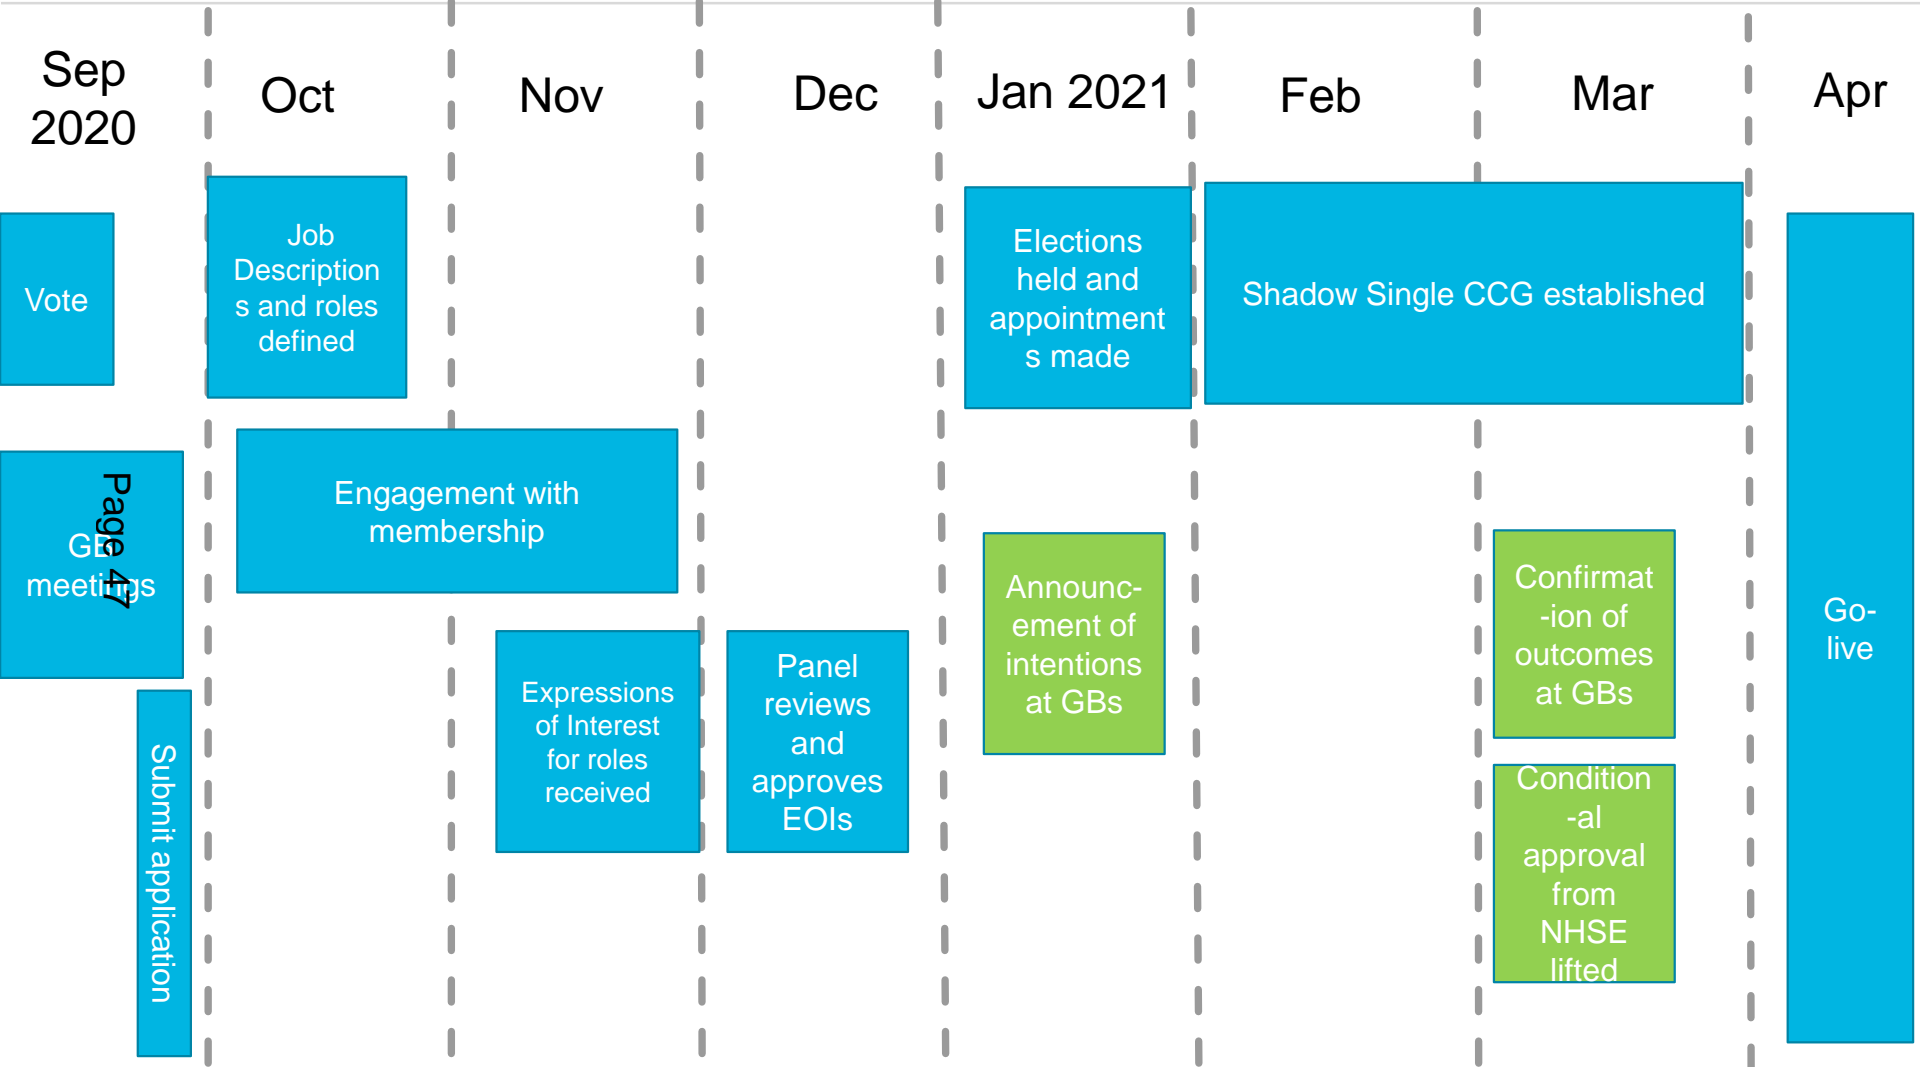 Sep
2020
Oct
Nov
Dec
Jan 2021
Feb
Mar
Apr
Vote
Job
Description
s and roles
defined
Elections
held and
appointment
s made
Shadow Single CCG established
GB
meetings
Page 47
Engagement with
membership
Announc-
ement of
intentions
at GBs
Confirmat
-ion of
outcomes
at GBs
Go-
live
Submit application
Expressions
of Interest
for roles
received
Panel
reviews
and
approves
EOIs
Condition
-al
approval
from
NHSE
lifted